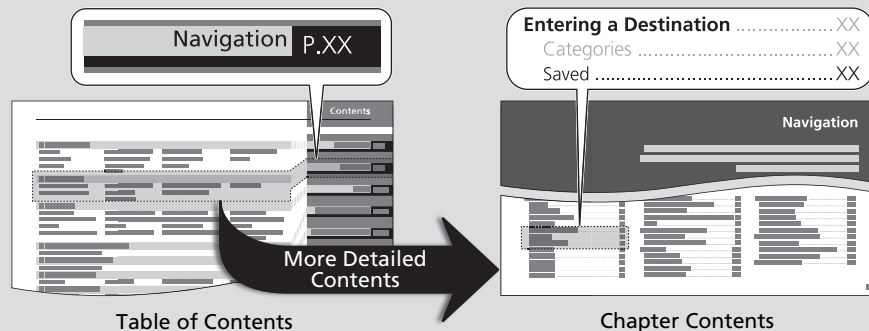 Navigation P.XX
Entering a Destination ................ XX
Categories ................................ XX
Saved ........................................ XX
Contents
Navigation
More Detailed
Contents
Table of Contents
Chapter Contents